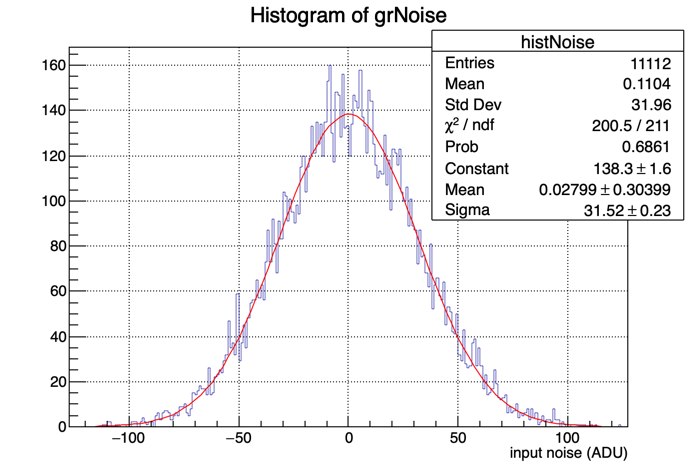 Histogram of grNoise
histNoise
Entries 11112
Mean 0.1104
Std Dev 31.96
χ² / ndf 200.5 / 211
Prob 0.6861
Constant 138.3 ± 1.6
Mean 0.02799 ± 0.30399
Sigma 31.52 ± 0.23
160
140
120
100
80
60
40
20
0
−100 −50 0 50 100
input noise (ADU)